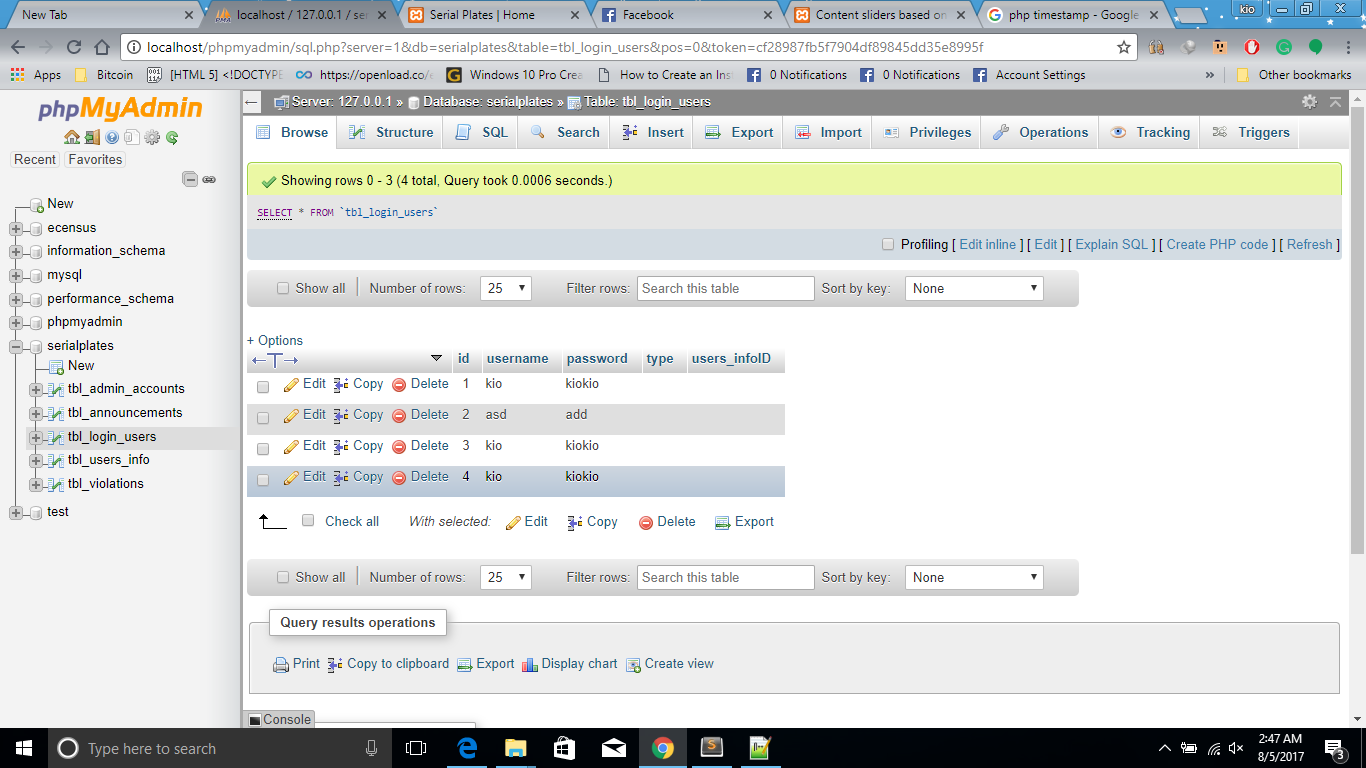 New Tab
localhost / 127.0.0.1 / ser
Serial Plates | Home
Facebook
Content sliders based on
php timestamp - Google
kio
localhost/phpmyadmin/sql.php?server=1&db=serialplates&table=tbl_login_users&pos=0&token=cf28987fb5f7904df89845dd35e8995f
Apps
Bitcoin
[HTML 5] <!DOCTYPE
https://openload.co/
Windows 10 Pro Crea
How to Create an Inst
0 Notifications
0 Notifications
Account Settings
»
Other bookmarks
phpMyAdmin
Recent
Favorites
New
ecensus
information_schema
mysql
performance_schema
phpmyadmin
serialplates
New
tbl_admin_accounts
tbl_announcements
tbl_login_users
tbl_users_info
tbl_violations
test
Server: 127.0.0.1 » Database: serialplates » Table: tbl_login_users
Browse Structure SQL Search Insert Export Import Privileges Operations Tracking Triggers
Showing rows 0 - 3 (4 total, Query took 0.0006 seconds.)
SELECT * FROM `tbl_login_users`
Profiling [ Edit inline ] [ Edit ] [ Explain SQL ] [ Create PHP code ] [ Refresh ]
Show all Number of rows: 25 Filter rows: Search this table Sort by key: None
+ Options
id username password type users_infoID
Edit Copy Delete 1 kio kiokio
Edit Copy Delete 2 asd add
Edit Copy Delete 3 kio kiokio
Edit Copy Delete 4 kio kiokio
Check all With selected: Edit Copy Delete Export
Show all Number of rows: 25 Filter rows: Search this table Sort by key: None
Query results operations
Print Copy to clipboard Export Display chart Create view
Console
Type here to search
2:47 AM
8/5/2017
3